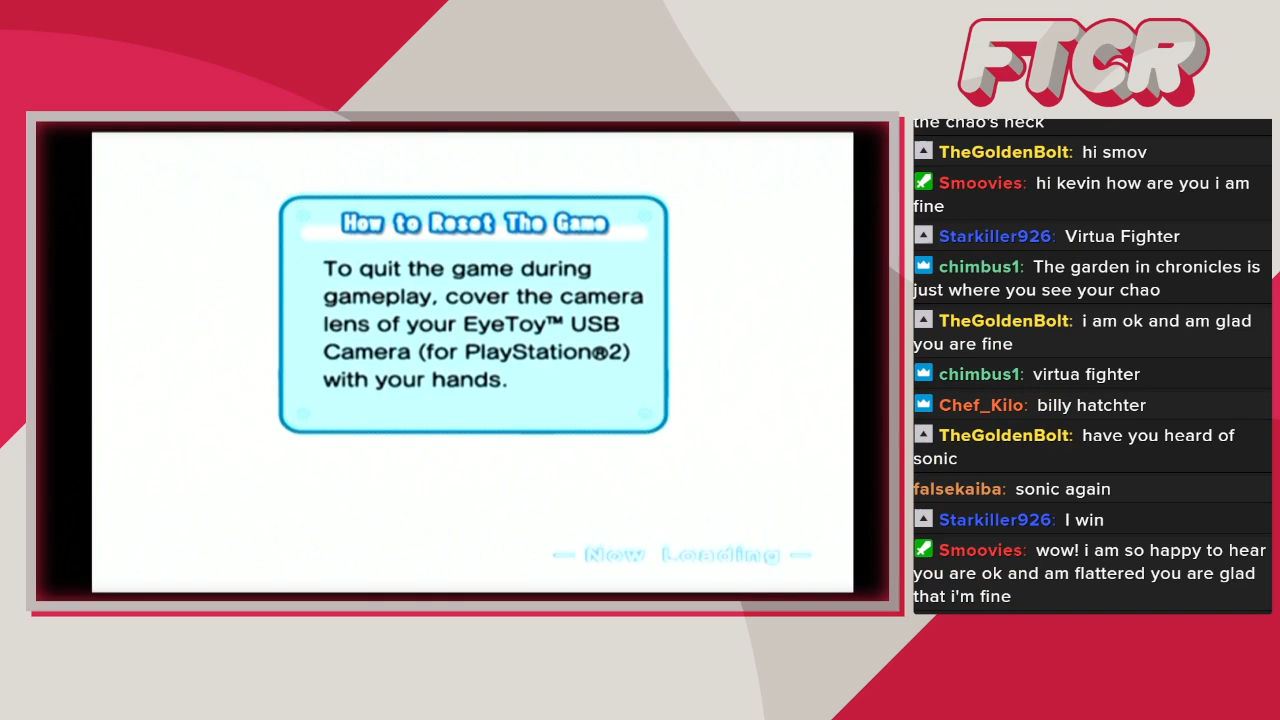 FTCR
How to Reset The Game
To quit the game during
gameplay, cover the camera
lens of your EyeToy™ USB
Camera (for PlayStation®2)
with your hands.
— Now Loading —
the chao's neck
TheGoldenBolt: hi smov
Smoovies: hi kevin how are you i am
fine
Starkiller926: Virtua Fighter
chimbus1: The garden in chronicles is
just where you see your chao
TheGoldenBolt: i am ok and am glad
you are fine
chimbus1: virtua fighter
Chef_Kilo: billy hatchter
TheGoldenBolt: have you heard of
sonic
falsekaiba: sonic again
Starkiller926: I win
Smoovies: wow! i am so happy to hear
you are ok and am flattered you are glad
that i'm fine